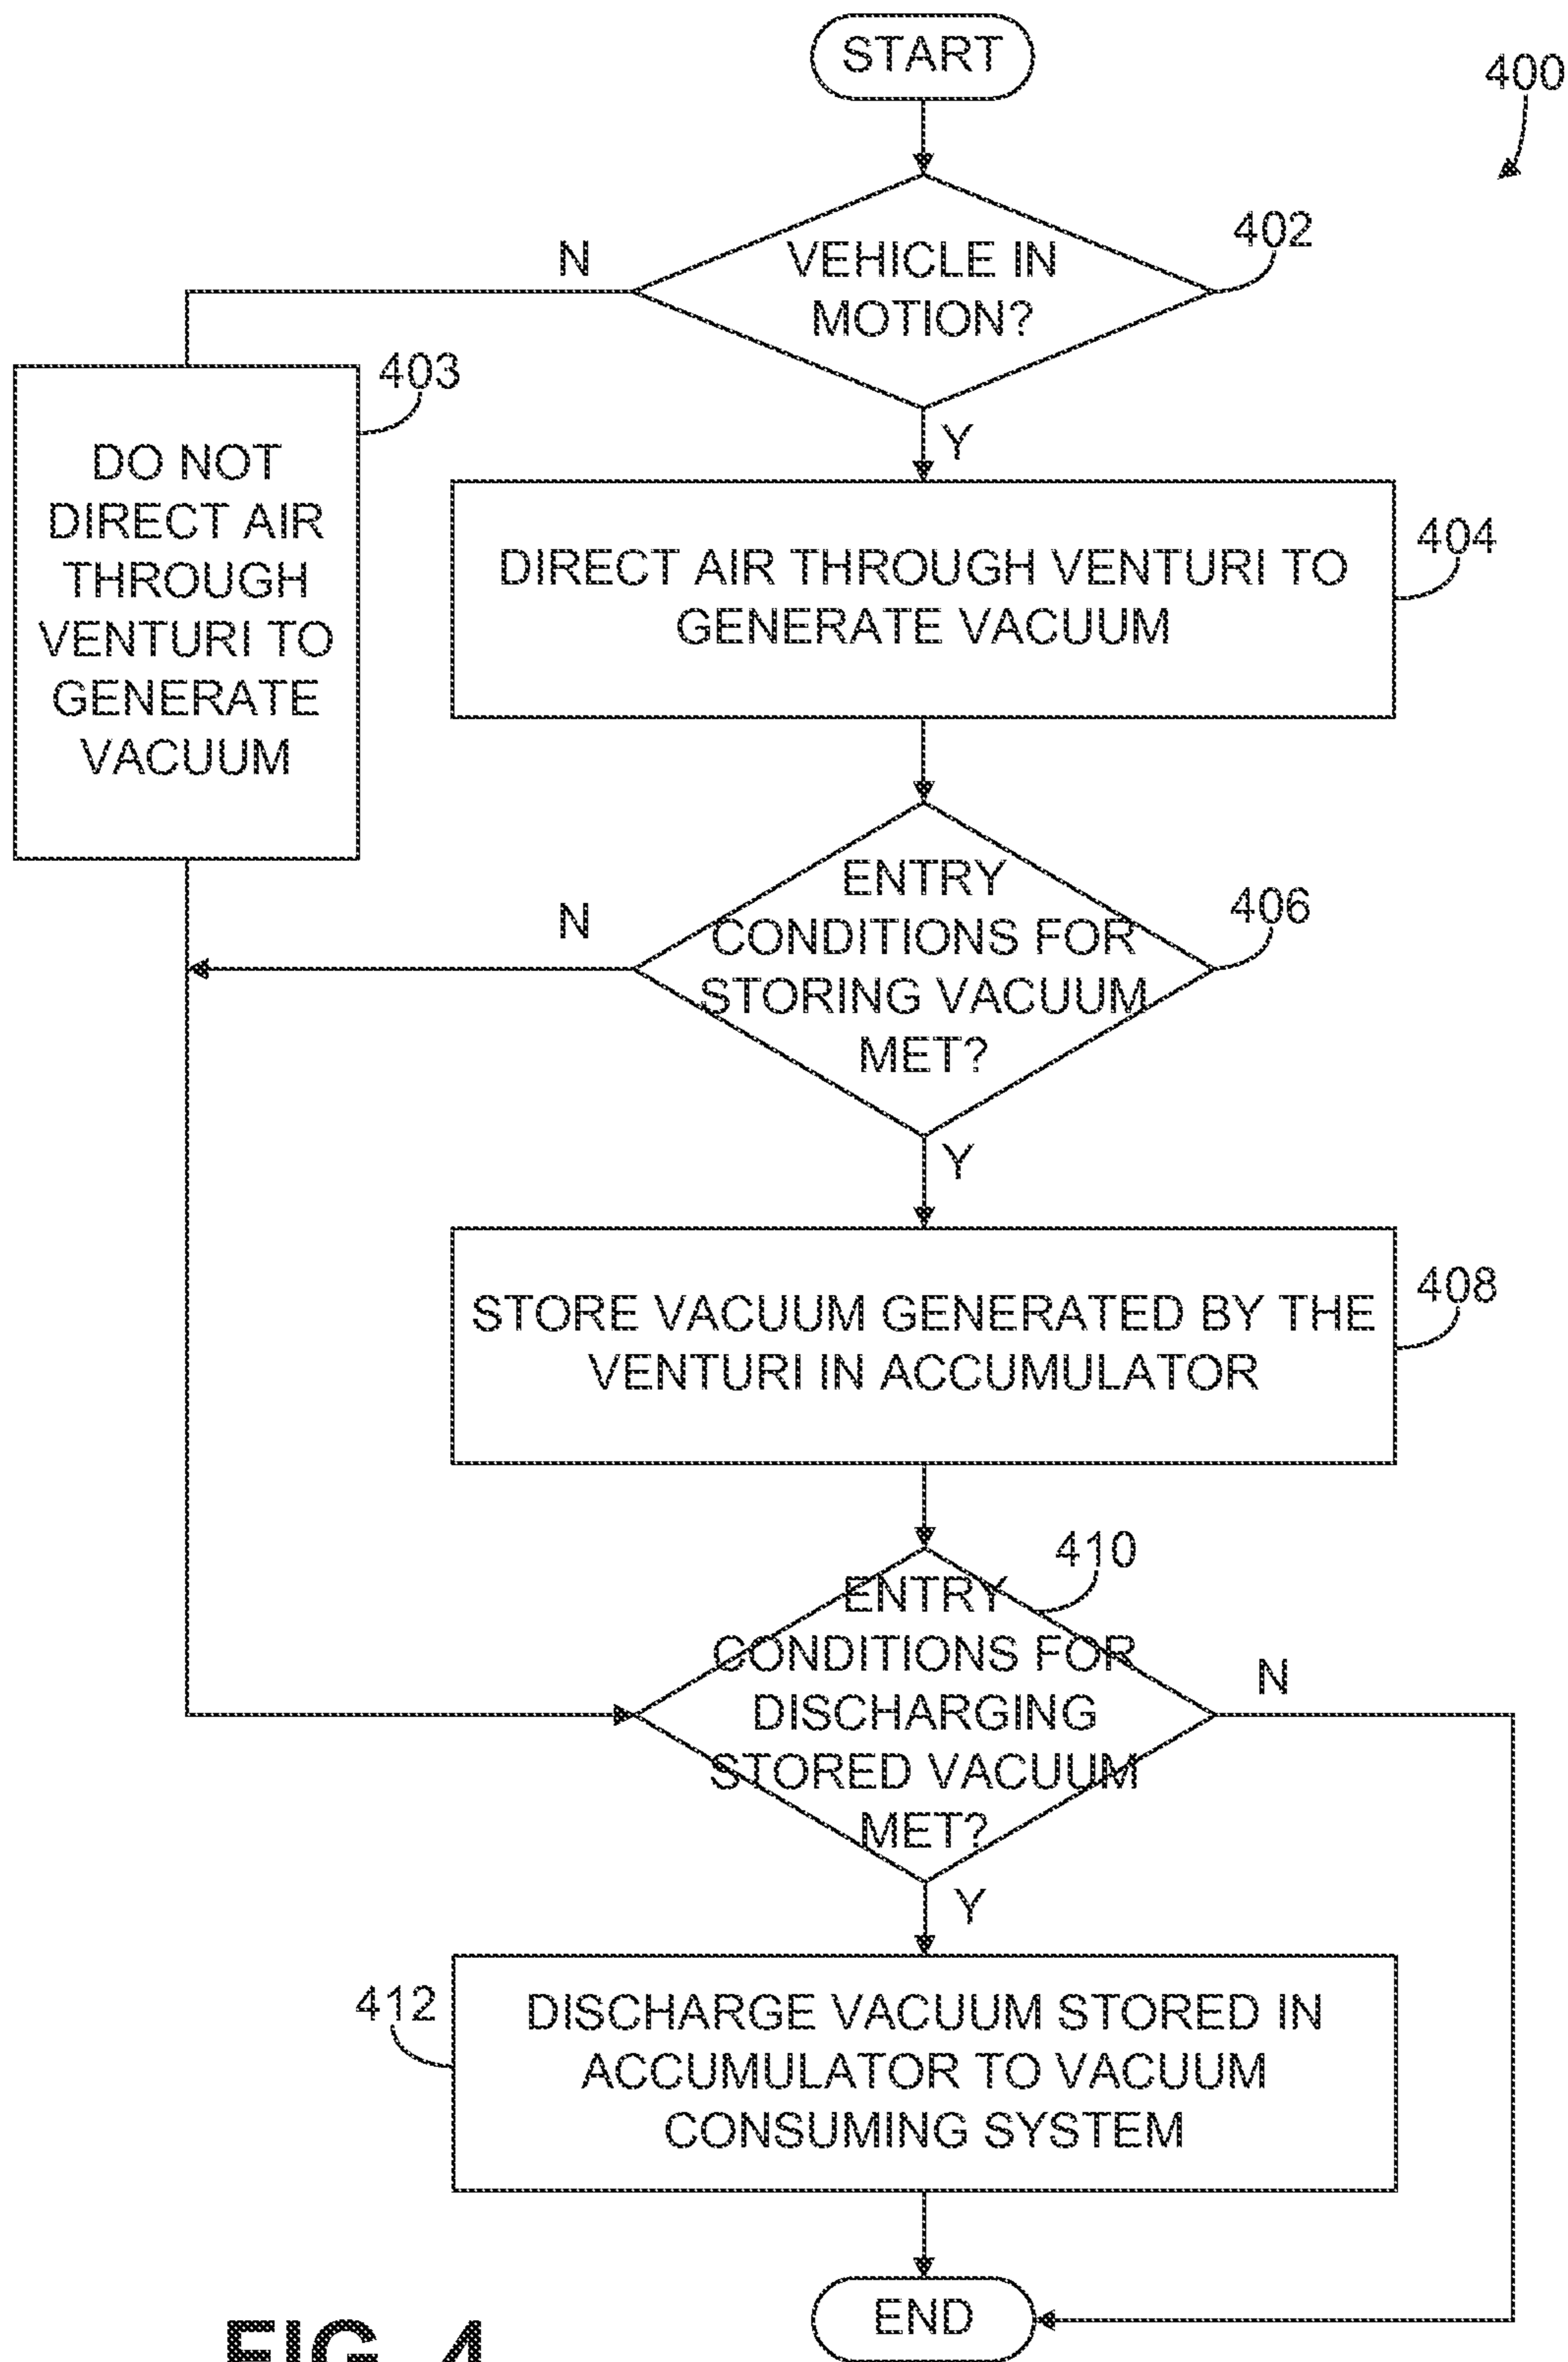 START
400
402
N
VEHICLE IN
MOTION?
403
Y
DO NOT
DIRECT AIR
THROUGH
VENTURI TO
GENERATE
VACUUM
404
DIRECT AIR THROUGH VENTURI TO
GENERATE VACUUM
406
N
ENTRY
CONDITIONS FOR
STORING VACUUM
MET?
Y
408
STORE VACUUM GENERATED BY THE
VENTURI IN ACCUMULATOR
410
ENTRY
CONDITIONS FOR
DISCHARGING
STORED VACUUM
MET?
N
Y
412
DISCHARGE VACUUM STORED IN
ACCUMULATOR TO VACUUM
CONSUMING SYSTEM
END
FIG. 4